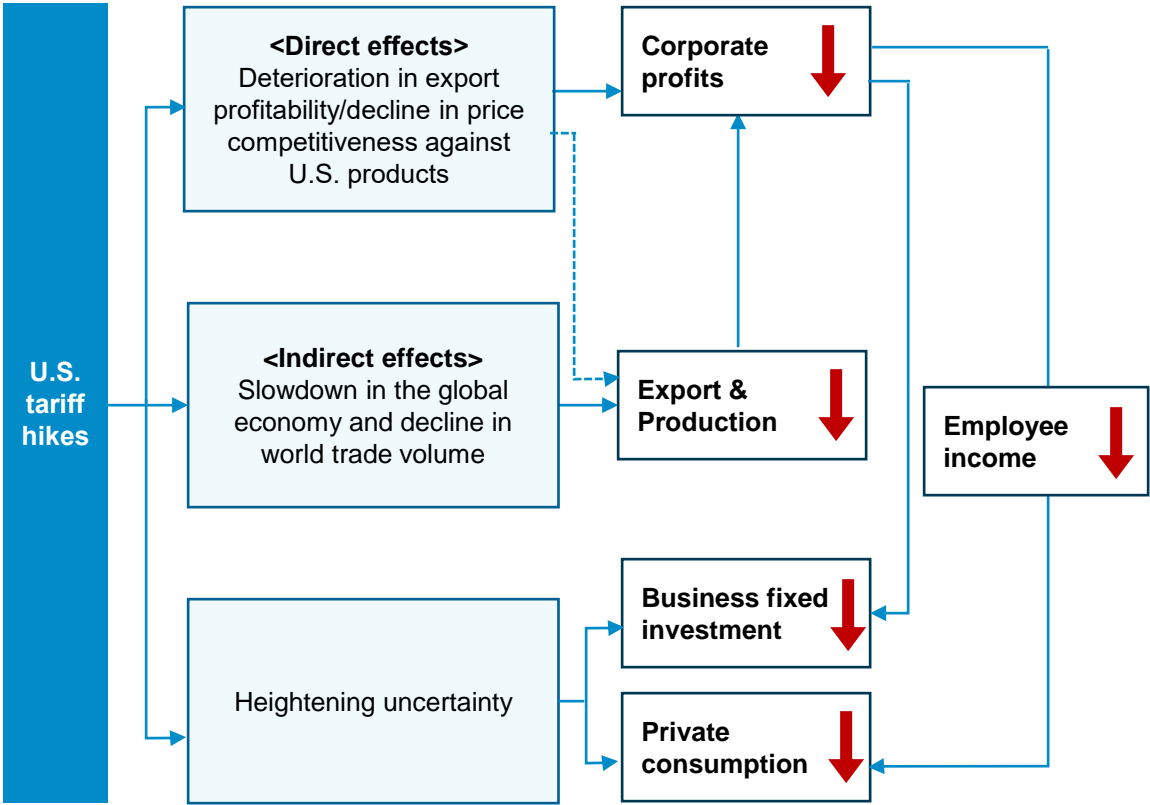 U.S.
tariff
hikes
<Direct effects>
Deterioration in export
profitability/decline in price
competitiveness against
U.S. products
<Indirect effects>
Slowdown in the global
economy and decline in
world trade volume
Heightening uncertainty
Corporate
profits
Export &
Production
Business fixed
investment
Private
consumption
Employee
income